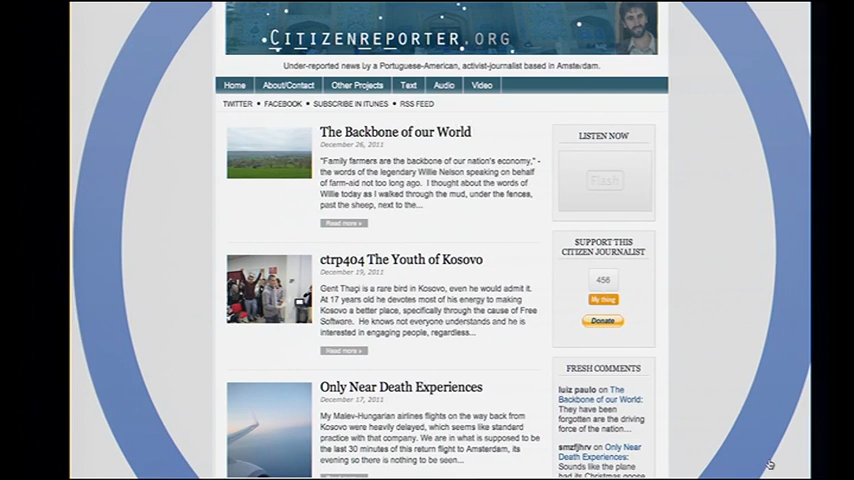 CITIZENREPORTER.ORG
Under-reported news by a Portuguese-American, activist-journalist based in Amsterdam.
Home About/Contact Other Projects Text Audio Video
TWITTER • FACEBOOK • SUBSCRIBE IN ITUNES • RSS FEED
The Backbone of our World
December 26, 2011
"Family farmers are the backbone of our nation's economy," -
the words of the legendary Willie Nelson speaking on behalf
of farm-aid not too long ago. I thought about the words of
Willie today as I walked through the mud, under the fences,
past the sheep, next to the...
Read more »
ctrp404 The Youth of Kosovo
December 19, 2011
Gent Thaçi is a rare bird in Kosovo, even he would admit it.
At 17 years old he devotes most of his energy to making
Kosovo a better place, specifically through the cause of Free
Software. He knows not everyone understands and he is
interested in engaging people, regardless...
Read more »
Only Near Death Experiences
December 17, 2011
My Malev-Hungarian airlines flights on the way back from
Kosovo were heavily delayed, which seems like standard
practice with that company. We are in what is supposed to be
the last 30 minutes of this return flight to Amsterdam, its
evening so there is nothing to be seen...
LISTEN NOW
Flash
SUPPORT THIS
CITIZEN JOURNALIST
456
My thing
Donate
FRESH COMMENTS
luiz paulo on The
Backbone of our World:
They have been
forgotten are the driving
force of the nation...
smzfjhrv on Only
Near Death Experiences:
Sounds like the plane
had its Christmas goose